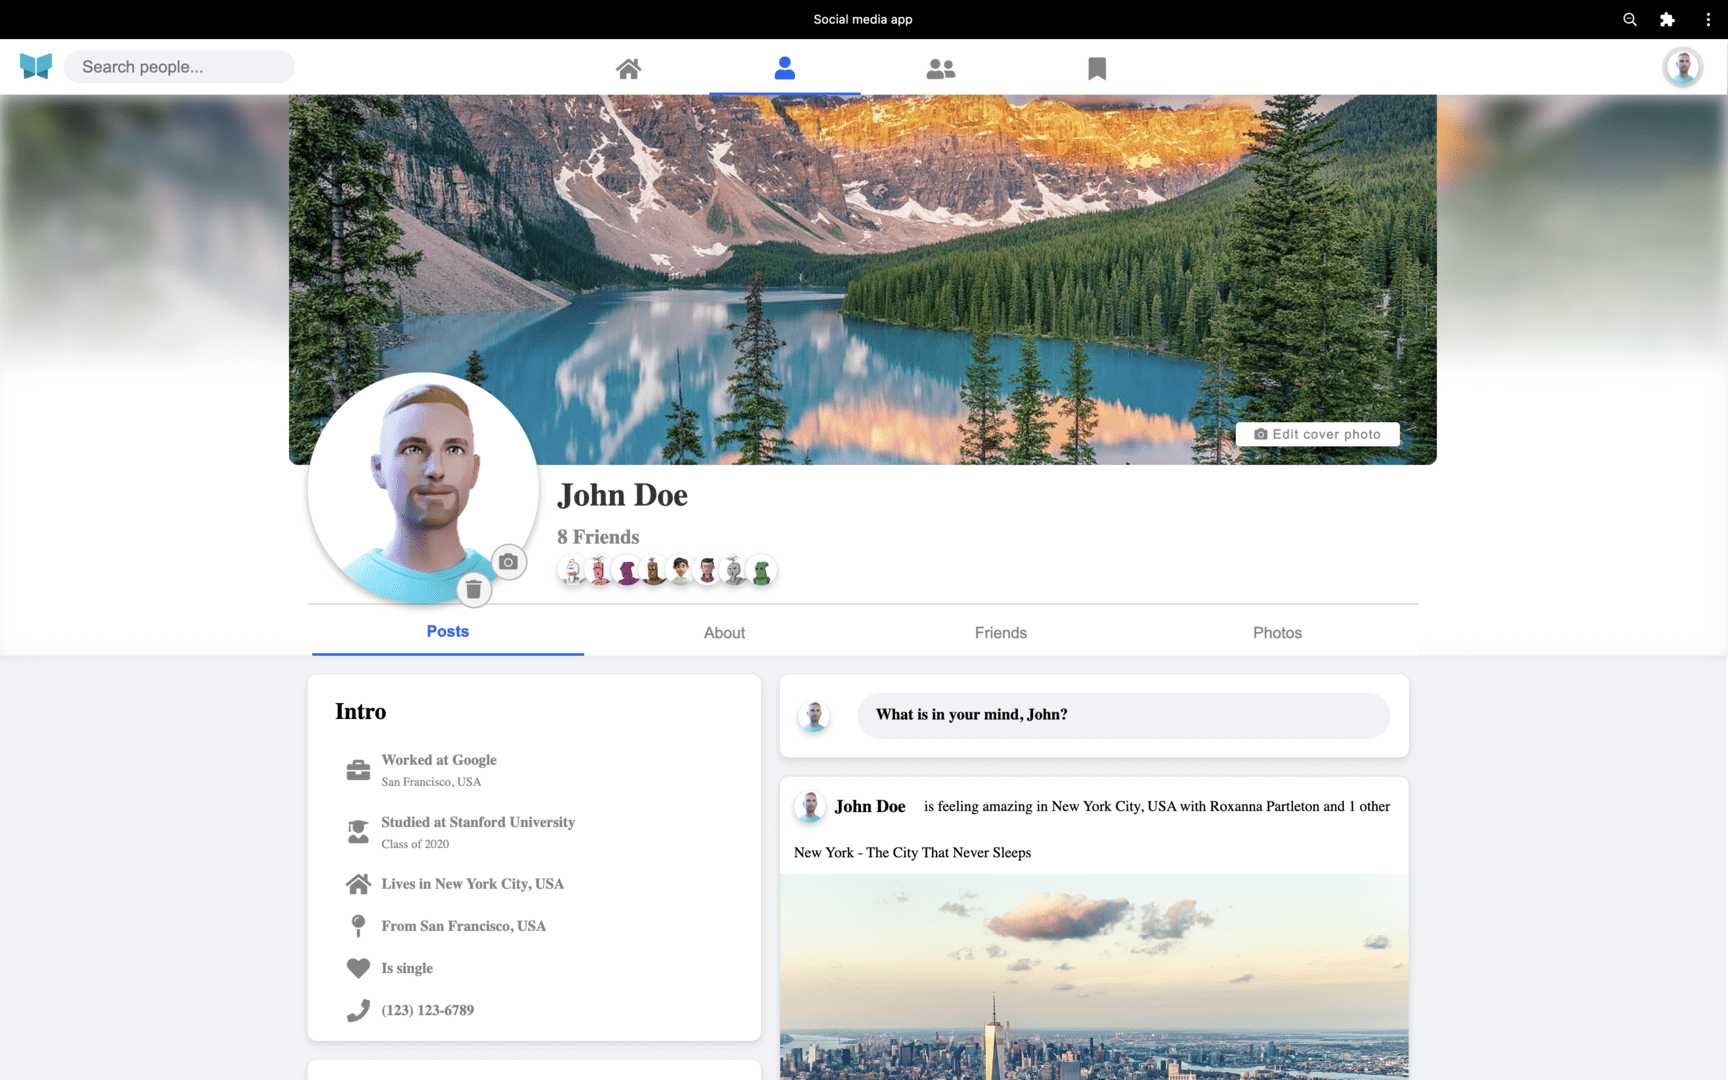 Social media app
Search people...
Edit cover photo
John Doe
8 Friends
Posts
About
Friends
Photos
Intro
Worked at Google
San Francisco, USA
Studied at Stanford University
Class of 2020
Lives in New York City, USA
From San Francisco, USA
Is single
(123) 123-6789
What is in your mind, John?
John Doe is feeling amazing in New York City, USA with Roxanna Partleton and 1 other
New York - The City That Never Sleeps